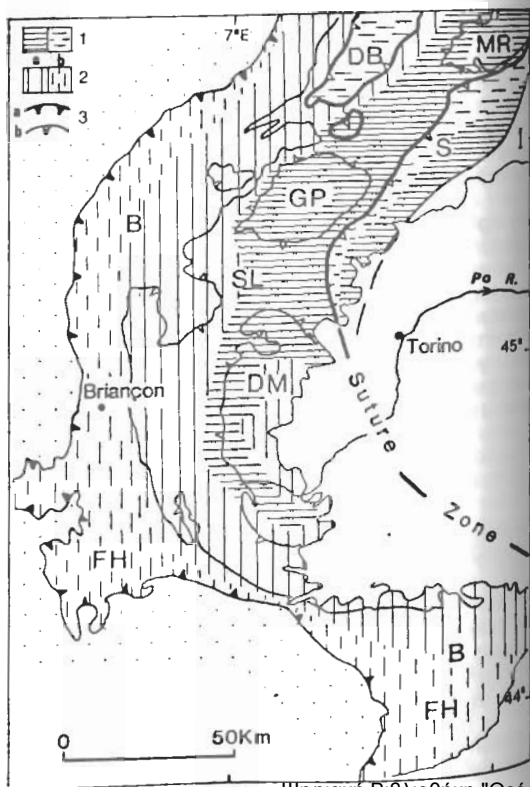 1
a b
7°E
2
a
b
3
DB
MR
S
B
GP
SL
Po R.
Torino
45°
DM
Briançon
Suture
Zone
FH
B
44°
FH
0 50Km